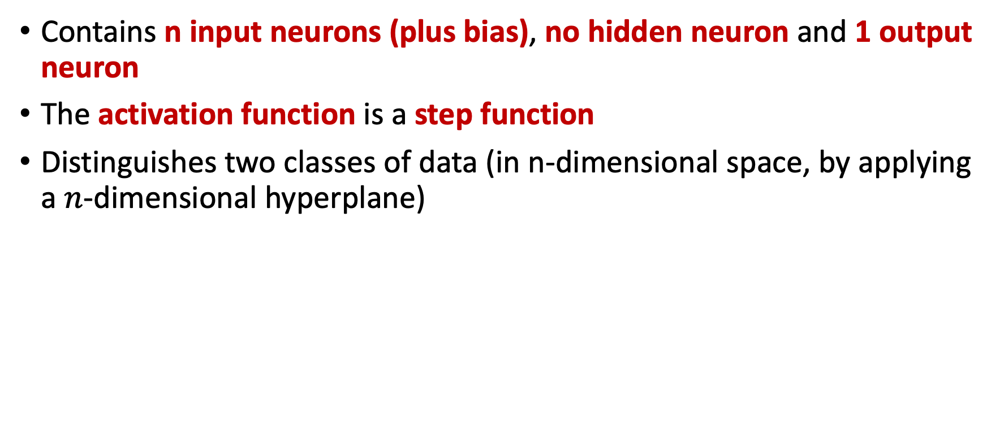 • Contains n input neurons (plus bias), no hidden neuron and 1 output
neuron
• The activation function is a step function
• Distinguishes two classes of data (in n-dimensional space, by applying
a n-dimensional hyperplane)